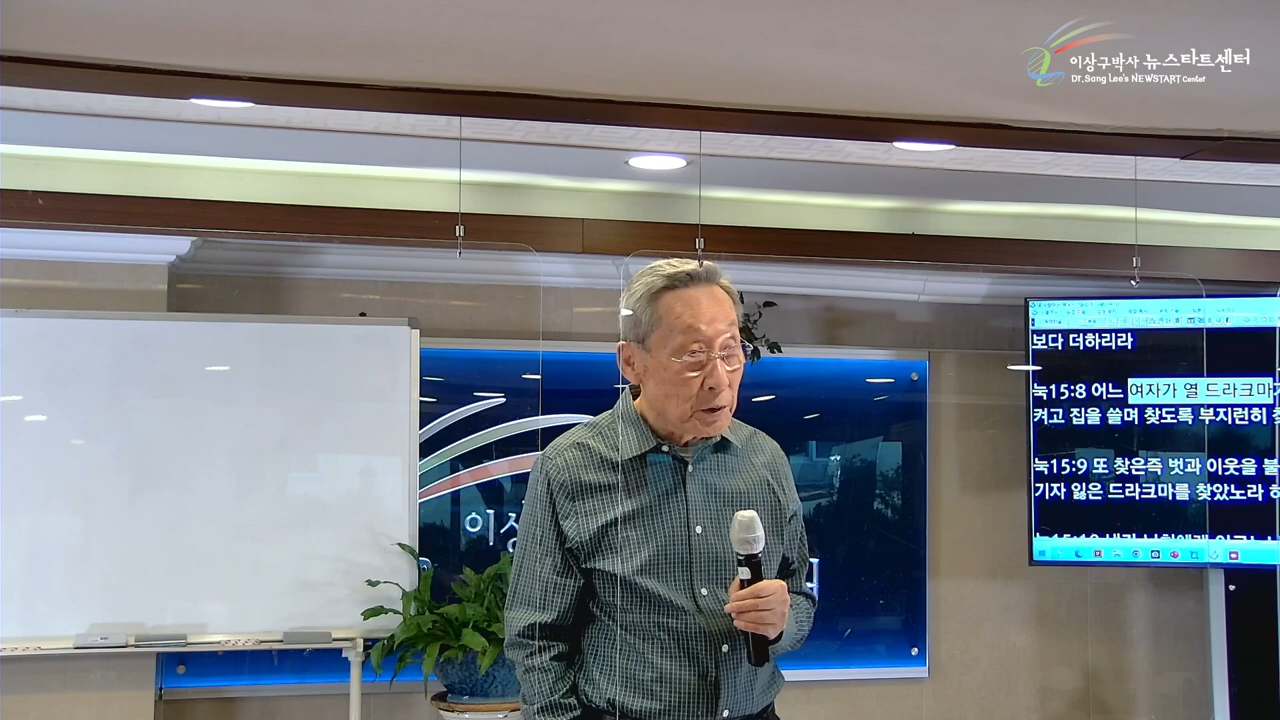 이상구박사 뉴스타트센터
Dr.Sang Lee's NEWSTART Center
보다 더하리라
눅15:8 어느 여자가 열 드라크마
켜고 집을 쓸며 찾도록 부지런히
눅15:9 또 찾은즉 벗과 이웃을 불
기자 잃은 드라크마를 찾았노라
이상